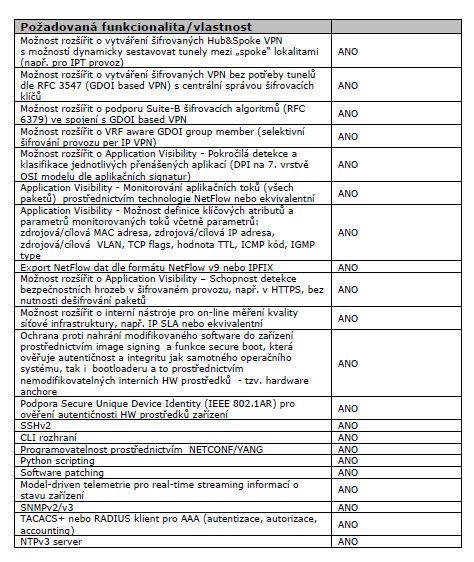 Požadovaná funkcionalita/vlastnost
Možnost rozšířit o vytváření šifrovaných Hub&Spoke VPN
s možností dynamicky sestavovat tunely mezi „spoke" lokalitami
(např. pro IPT provoz)
ANO
Možnost rozšířit o vytváření šifrovaných VPN bez potřeby tunelů
dle RFC 3547 (GDOI based VPN) s centrální správou šifrovacích
klíčů
ANO
Možnost rozšířit o podporu Suite-B šifrovacích algoritmů (RFC
6379) ve spojení s GDOI based VPN
ANO
Možnost rozšířit o VRF aware GDOI group member (selektivní
šifrování provozu per IP VPN)
ANO
Možnost rozšířit o Application Visibility - Pokročilá detekce a
klasifikace jednotlivých přenášených aplikací (DPI na 7. vrstvě
OSI modelu dle aplikačních signatur)
ANO
Application Visibility - Monitorování aplikačních toků (všech
paketů)  prostřednictvím technologie NetFlow nebo ekvivalentní
ANO
Application Visibility - Možnost definice klíčových atributů a
parametrů monitorovaných toků včetně parametrů:
zdrojová/cílová MAC adresa, zdrojová/cílová IP adresa,
zdrojová/cílová  VLAN, TCP flags, hodnota TTL, ICMP kód, IGMP
type
ANO
Export NetFlow dat dle formátu NetFlow v9 nebo IPFIX
ANO
Možnost rozšířit o Application Visibility – Schopnost detekce
bezpečnostních hrozeb v šifrovaném provozu, např. v HTTPS, bez
nutnosti dešifrování paketů
ANO
Možnost rozšířit o interní nástroje pro on-line měření kvality
síťové infrastruktury, např. IP SLA nebo ekvivalentní
ANO
Ochrana proti nahrání modifikovaného software do zařízení
prostřednictvím image signing  a funkce secure boot, která
ověřuje autentičnost a integritu jak samotného operačního
systému, tak i  bootloaderu a to prostřednictvím
nemodifikovatelných interních HW prostředků  - tzv. hardware
anchore
ANO
Podpora Secure Unique Device Identity (IEEE 802.1AR) pro
ověření autentičnosti HW prostředků zařízení
ANO
SSHv2
ANO
CLI rozhraní
ANO
Programovatelnost prostřednictvím  NETCONF/YANG
ANO
Python scripting
ANO
Software patching
ANO
Model-driven telemetrie pro real-time streaming informací o
stavu zařízení
ANO
SNMPv2/v3
ANO
TACACS+ nebo RADIUS klient pro AAA (autentizace, autorizace,
accounting)
ANO
NTPv3 server
ANO